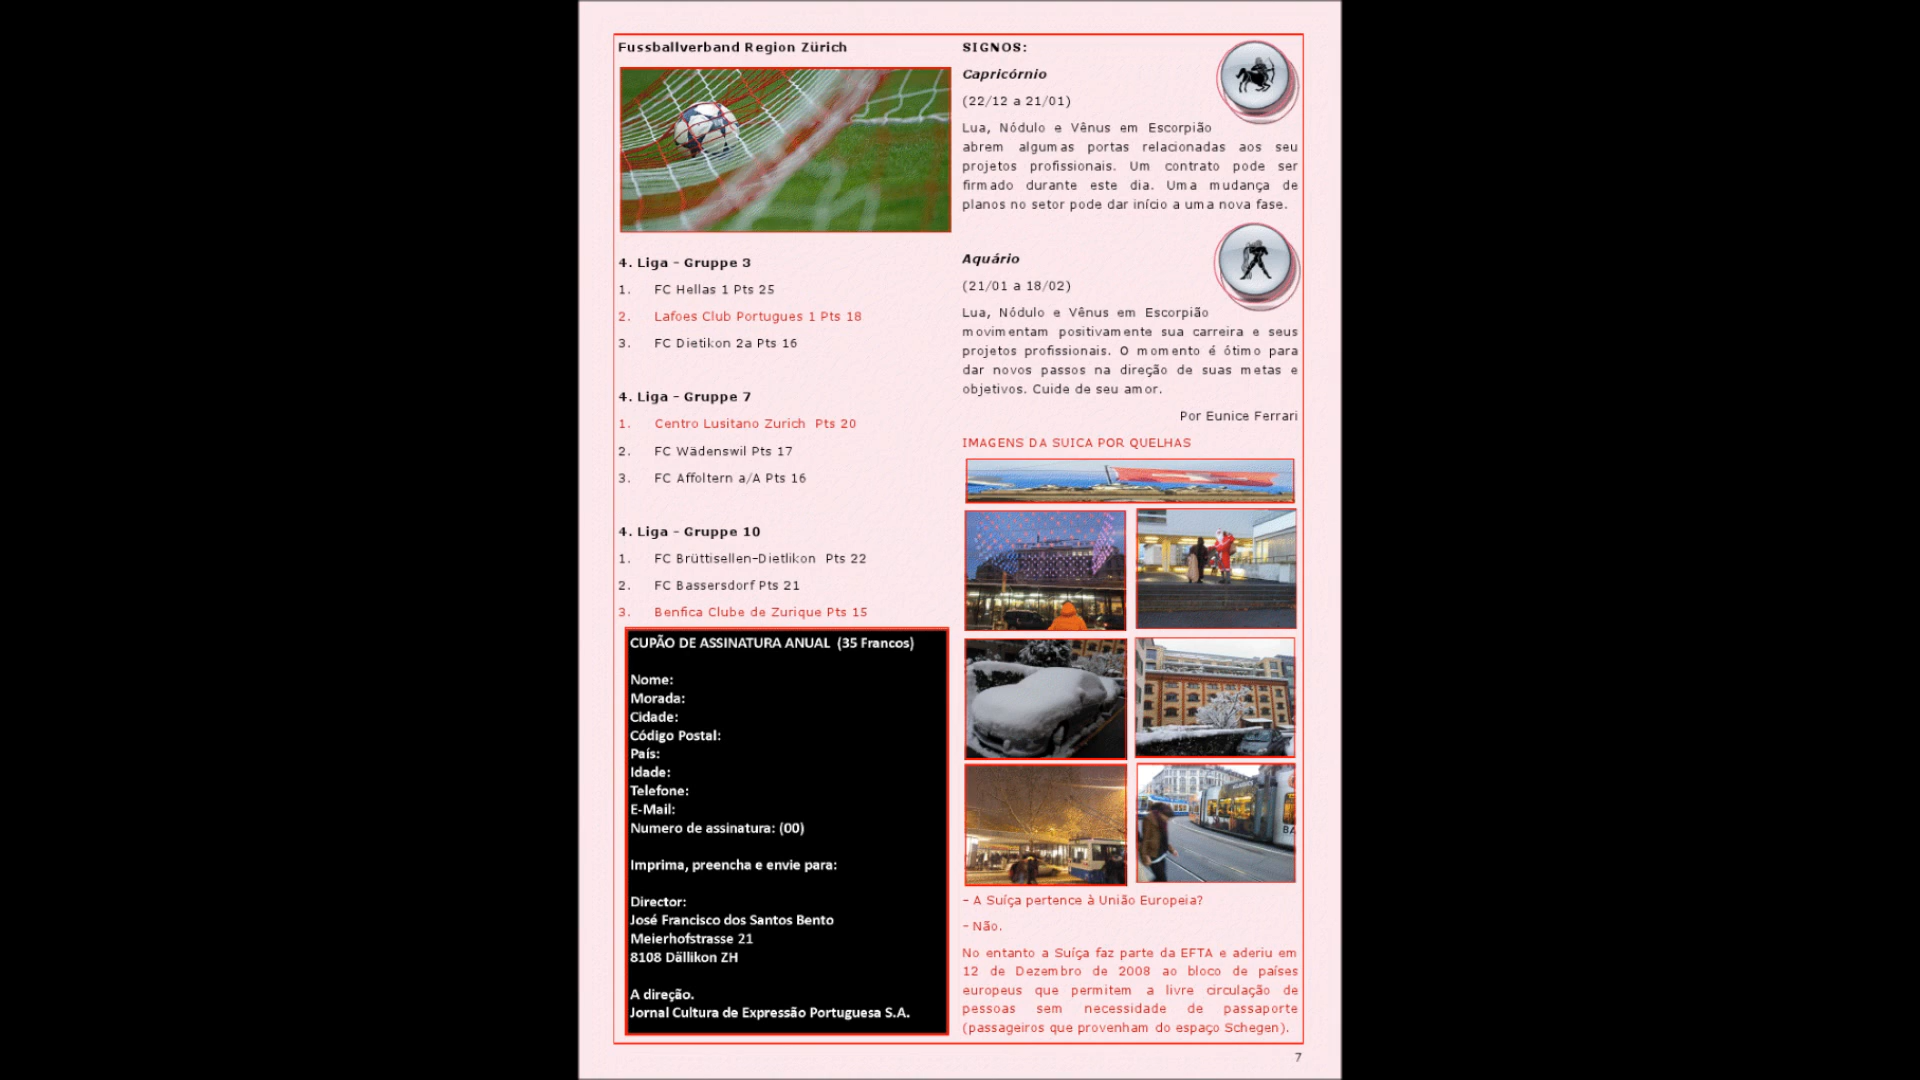 Fussballverband Region Zürich
4. Liga – Gruppe 3
1. FC Hellas 1 Pts 25
2. Lafoes Club Portugues 1 Pts 18
3. FC Dietikon 2a Pts 16
4. Liga – Gruppe 7
1. Centro Lusitano Zurich Pts 20
2. FC Wädenswil Pts 17
3. FC Affoltern a/A Pts 16
4. Liga – Gruppe 10
1. FC Brüttisellen-Dietlikon Pts 22
2. FC Bassersdorf Pts 21
3. Benfica Clube de Zurique Pts 15
CUPÃO DE ASSINATURA ANUAL (35 Francos)
Nome:
Morada:
Cidade:
Código Postal:
País:
Idade:
Telefone:
E-Mail:
Numero de assinatura: (00)
Imprima, preencha e envie para:
Director:
José Francisco dos Santos Bento
Meierhofstrasse 21
8108 Dällikon ZH
A direção.
Jornal Cultura de Expressão Portuguesa S.A.
SIGNOS:
Capricórnio
(22/12 a 21/01)
Lua, Nódulo e Vênus em Escorpião
abrem algumas portas relacionadas aos seu
projetos profissionais. Um contrato pode ser
firmado durante este dia. Uma mudança de
planos no setor pode dar início a uma nova fase.
Aquário
(21/01 a 18/02)
Lua, Nódulo e Vênus em Escorpião
movimentam positivamente sua carreira e seus
projetos profissionais. O momento é ótimo para
dar novos passos na direção de suas metas e
objetivos. Cuide de seu amor.
Por Eunice Ferrari
IMAGENS DA SUICA POR QUELHAS
BA
– A Suíça pertence à União Europeia?
– Não.
No entanto a Suíça faz parte da EFTA e aderiu em
12 de Dezembro de 2008 ao bloco de países
europeus que permitem a livre circulação de
pessoas sem necessidade de passaporte
(passageiros que provenham do espaço Schegen).
7